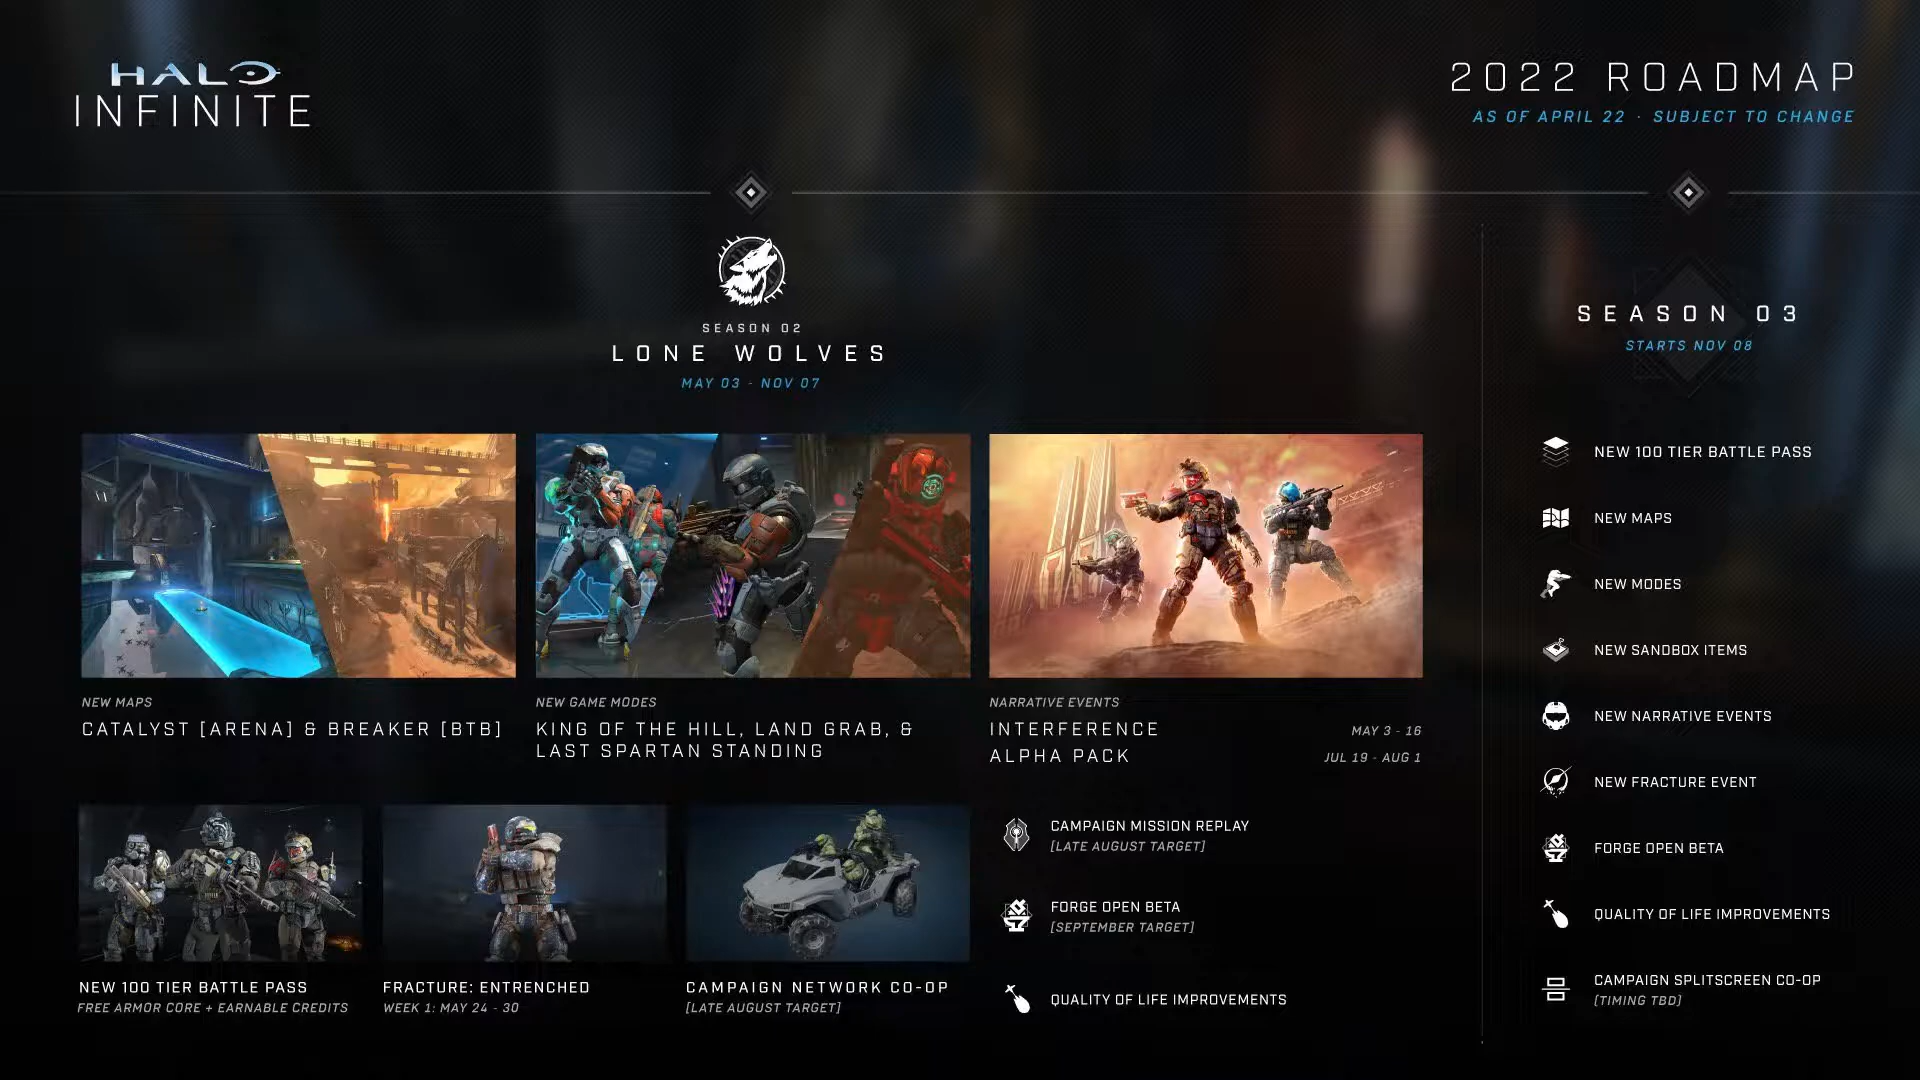 HALO
INFINITE
2022 ROADMAP
AS OF APRIL 22 · SUBJECT TO CHANGE
SEASON 02
LONE WOLVES
MAY 03 - NOV 07
NEW MAPS
CATALYST [ARENA] & BREAKER [BTB]
NEW GAME MODES
KING OF THE HILL, LAND GRAB, &
LAST SPARTAN STANDING
NARRATIVE EVENTS
INTERFERENCE MAY 3 - 16
ALPHA PACK JUL 19 - AUG 1
NEW 100 TIER BATTLE PASS
FREE ARMOR CORE + EARNABLE CREDITS
FRACTURE: ENTRENCHED
WEEK 1: MAY 24 - 30
CAMPAIGN NETWORK CO-OP
[LATE AUGUST TARGET]
CAMPAIGN MISSION REPLAY
[LATE AUGUST TARGET]
FORGE OPEN BETA
[SEPTEMBER TARGET]
QUALITY OF LIFE IMPROVEMENTS
SEASON 03
STARTS NOV 08
NEW 100 TIER BATTLE PASS
NEW MAPS
NEW MODES
NEW SANDBOX ITEMS
NEW NARRATIVE EVENTS
NEW FRACTURE EVENT
FORGE OPEN BETA
QUALITY OF LIFE IMPROVEMENTS
CAMPAIGN SPLITSCREEN CO-OP
[TIMING TBD]